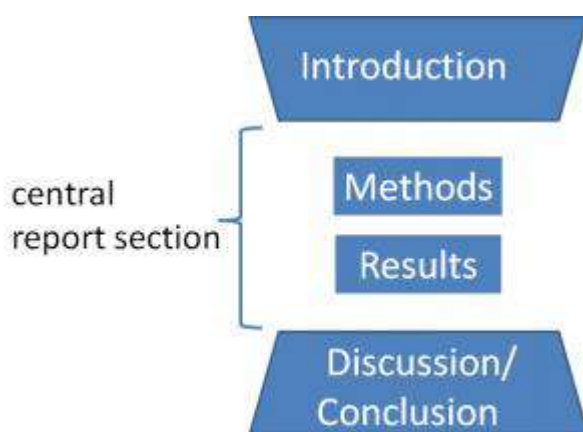 Introduction
central
report section
Methods
Results
Discussion/
Conclusion